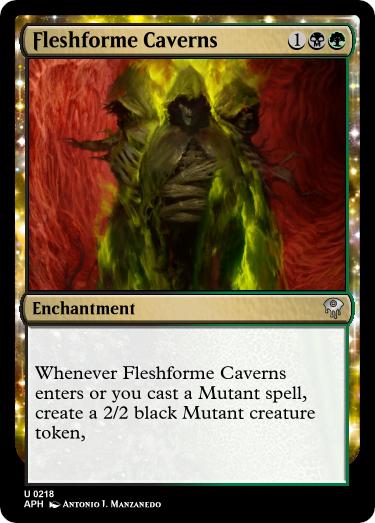 Fleshforme Caverns 1
Enchantment
Whenever Fleshforme Caverns
enters or you cast a Mutant spell,
create a 2/2 black Mutant creature
token,
U 0218
APH Antonio J. Manzanedo